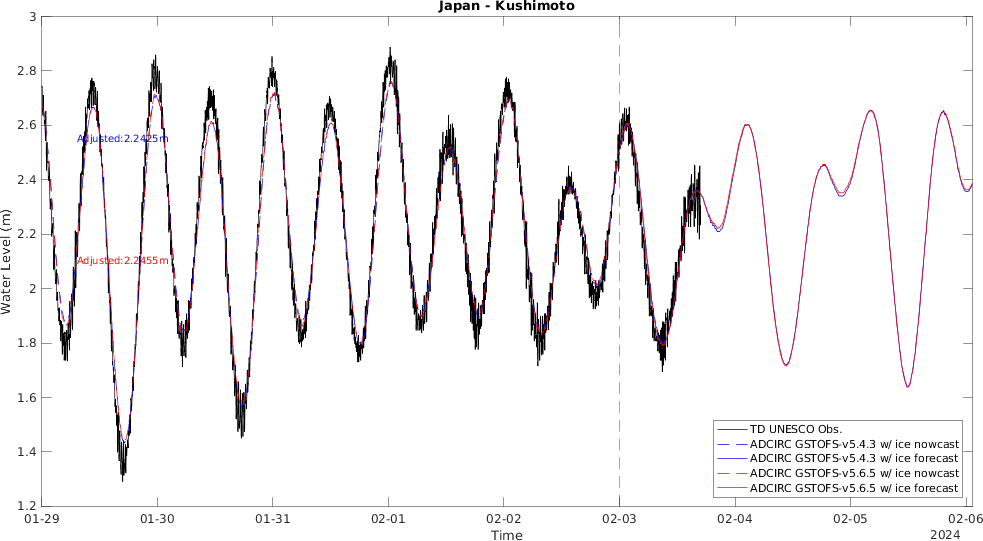 Japan - Kushimoto
Water Level (m)
3
2.8
2.6
2.4
2.2
2
1.8
1.6
1.4
1.2
Adjusted:2.2425m
Adjusted:2.2455m
TD UNESCO Obs.
ADCIRC GSTOFS-v5.4.3 w/ ice nowcast
ADCIRC GSTOFS-v5.4.3 w/ ice forecast
ADCIRC GSTOFS-v5.6.5 w/ ice nowcast
ADCIRC GSTOFS-v5.6.5 w/ ice forecast
01-29 01-30 01-31 02-01 02-02 02-03 02-04 02-05 02-06
Time
2024